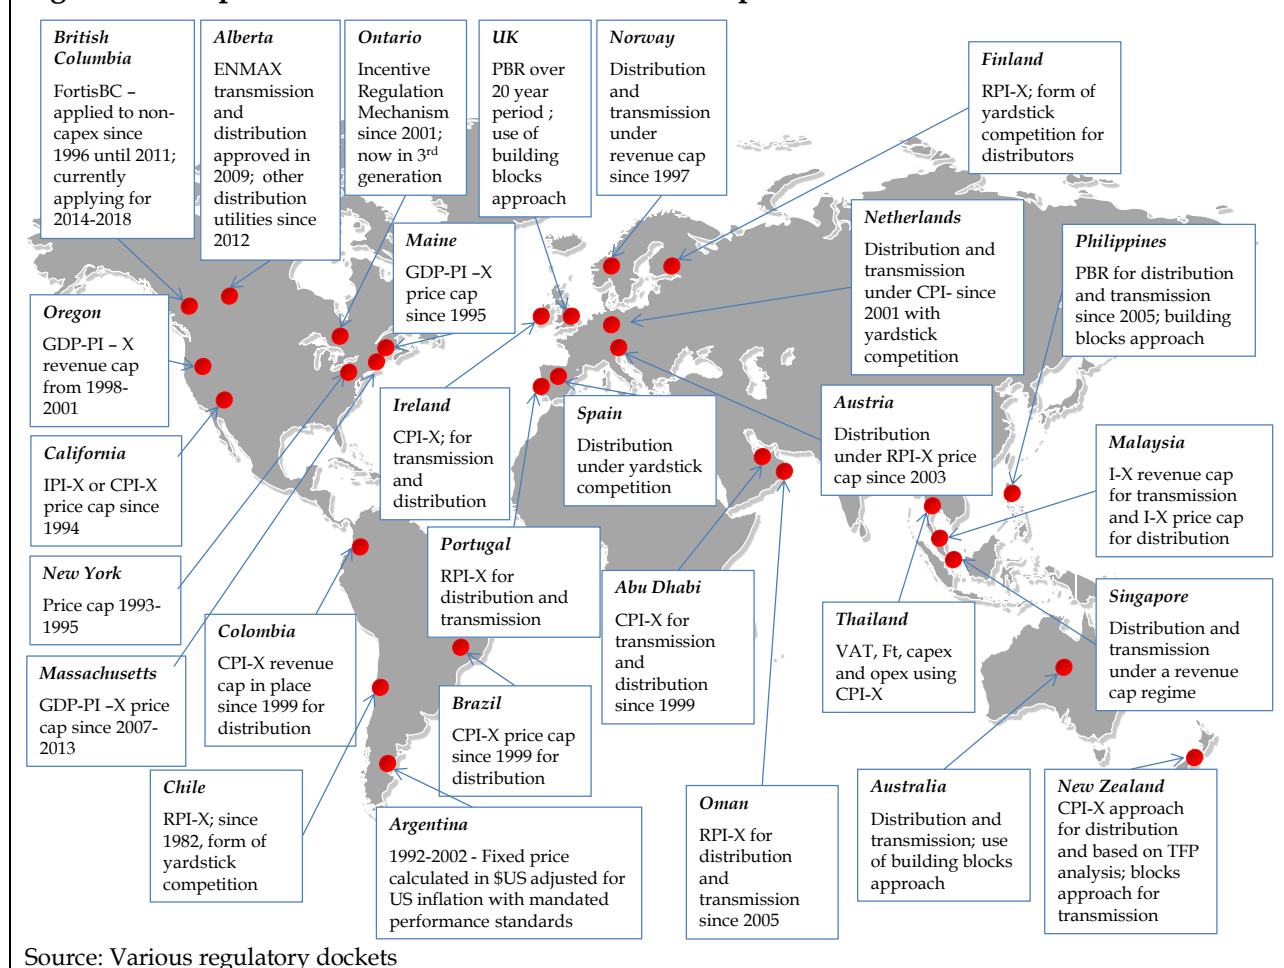 British
Columbia
FortisBC –
applied to non-
capex since
1996 until 2011;
currently
applying for
2014-2018
Alberta
ENMAX
transmission
and
distribution
approved in
2009; other
distribution
utilities since
2012
Ontario
Incentive
Regulation
Mechanism
since 2001;
now in 3rd
generation
UK
PBR over
20 year
period ;
use of
building
blocks
approach
Norway
Distribution
and
transmission
under
revenue cap
since 1997
Finland
RPI-X; form of
yardstick
competition for
distributors
Maine
GDP-PI –X
price cap
since 1995
Netherlands
Distribution and
transmission
under CPI- since
2001 with
yardstick
competition
Philippines
PBR for distribution
and transmission
since 2005; building
blocks approach
Oregon
GDP-PI – X
revenue cap
from 1998-
2001
California
IPI-X or CPI-X
price cap since
1994
Ireland
CPI-X; for
transmission
and
distribution
Spain
Distribution
under yardstick
competition
Austria
Distribution
under RPI-X price
cap since 2003
Malaysia
I-X revenue cap
for transmission
and I-X price cap
for distribution
New York
Price cap 1993-
1995
Portugal
RPI-X for
distribution and
transmission
Abu Dhabi
CPI-X for
transmission
and
distribution
since 1999
Singapore
Distribution and
transmission
under a revenue
cap regime
Thailand
VAT, Ft, capex
and opex using
CPI-X
Colombia
CPI-X revenue
cap in place
since 1999 for
distribution
Massachusetts
GDP-PI –X price
cap since 2007-
2013
Brazil
CPI-X price cap
since 1999 for
distribution
Chile
RPI-X; since
1982, form of
yardstick
competition
Argentina
1992-2002 - Fixed price
calculated in $US adjusted for
US inflation with mandated
performance standards
Oman
RPI-X for
distribution
and
transmission
since 2005
Australia
Distribution and
transmission; use
of building blocks
approach
New Zealand
CPI-X approach
for distribution
and based on TFP
analysis; blocks
approach for
transmission
Source: Various regulatory dockets